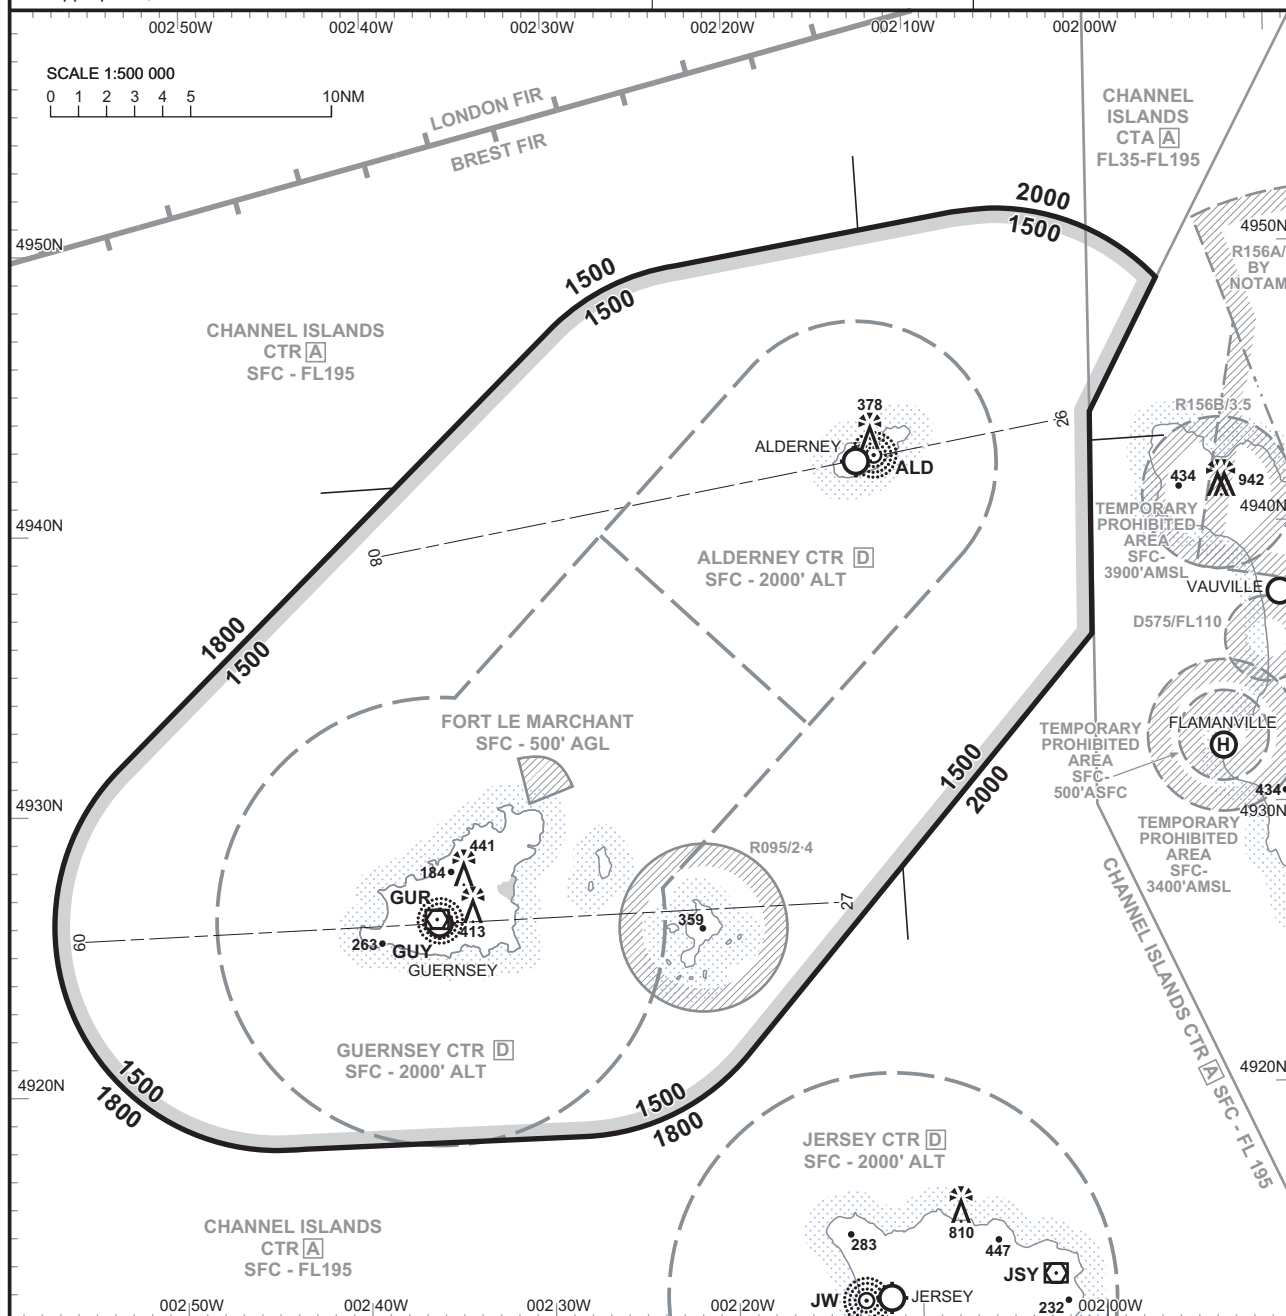 002'50W
002'40W
002'30W
002'20W
002'10W
002'00W
SCALE 1:500 000
0 1 2 3 4 5 10NM
LONDON FIR
BREST FIR
CHANNEL
ISLANDS
CTA A
FL35-FL195
2000
1500
4950N
4950N
R156A/
BY
NOTAM
1500
1500
CHANNEL ISLANDS
CTR A
SFC - FL195
R156B/3.5
378
ALDERNEY
ALD
26
434
942
4940N
4940N
TEMPORARY
PROHIBITED
AREA
SFC-
3900'AMSL
08
ALDERNEY CTR D
SFC - 2000' ALT
VAUVILLE
D575/FL110
1800
1500
FORT LE MARCHANT
SFC - 500' AGL
TEMPORARY
PROHIBITED
AREA
SFC-
500'ASFC
FLAMANVILLE
H
1500
2000
434
4930N
4930N
TEMPORARY
PROHIBITED
AREA
SFC-
3400'AMSL
441
184
R095/2·4
GUR
413
359
27
09
263
GUY
GUERNSEY
CHANNEL ISLANDS CTR A SFC - FL 195
GUERNSEY CTR D
SFC - 2000' ALT
4920N
4920N
1500
1800
1500
1800
JERSEY CTR D
SFC - 2000' ALT
CHANNEL ISLANDS
CTR A
SFC - FL195
283
810
447
JSY
JW
JERSEY
232
002'50W
002'40W
002'30W
002'20W
002'00W